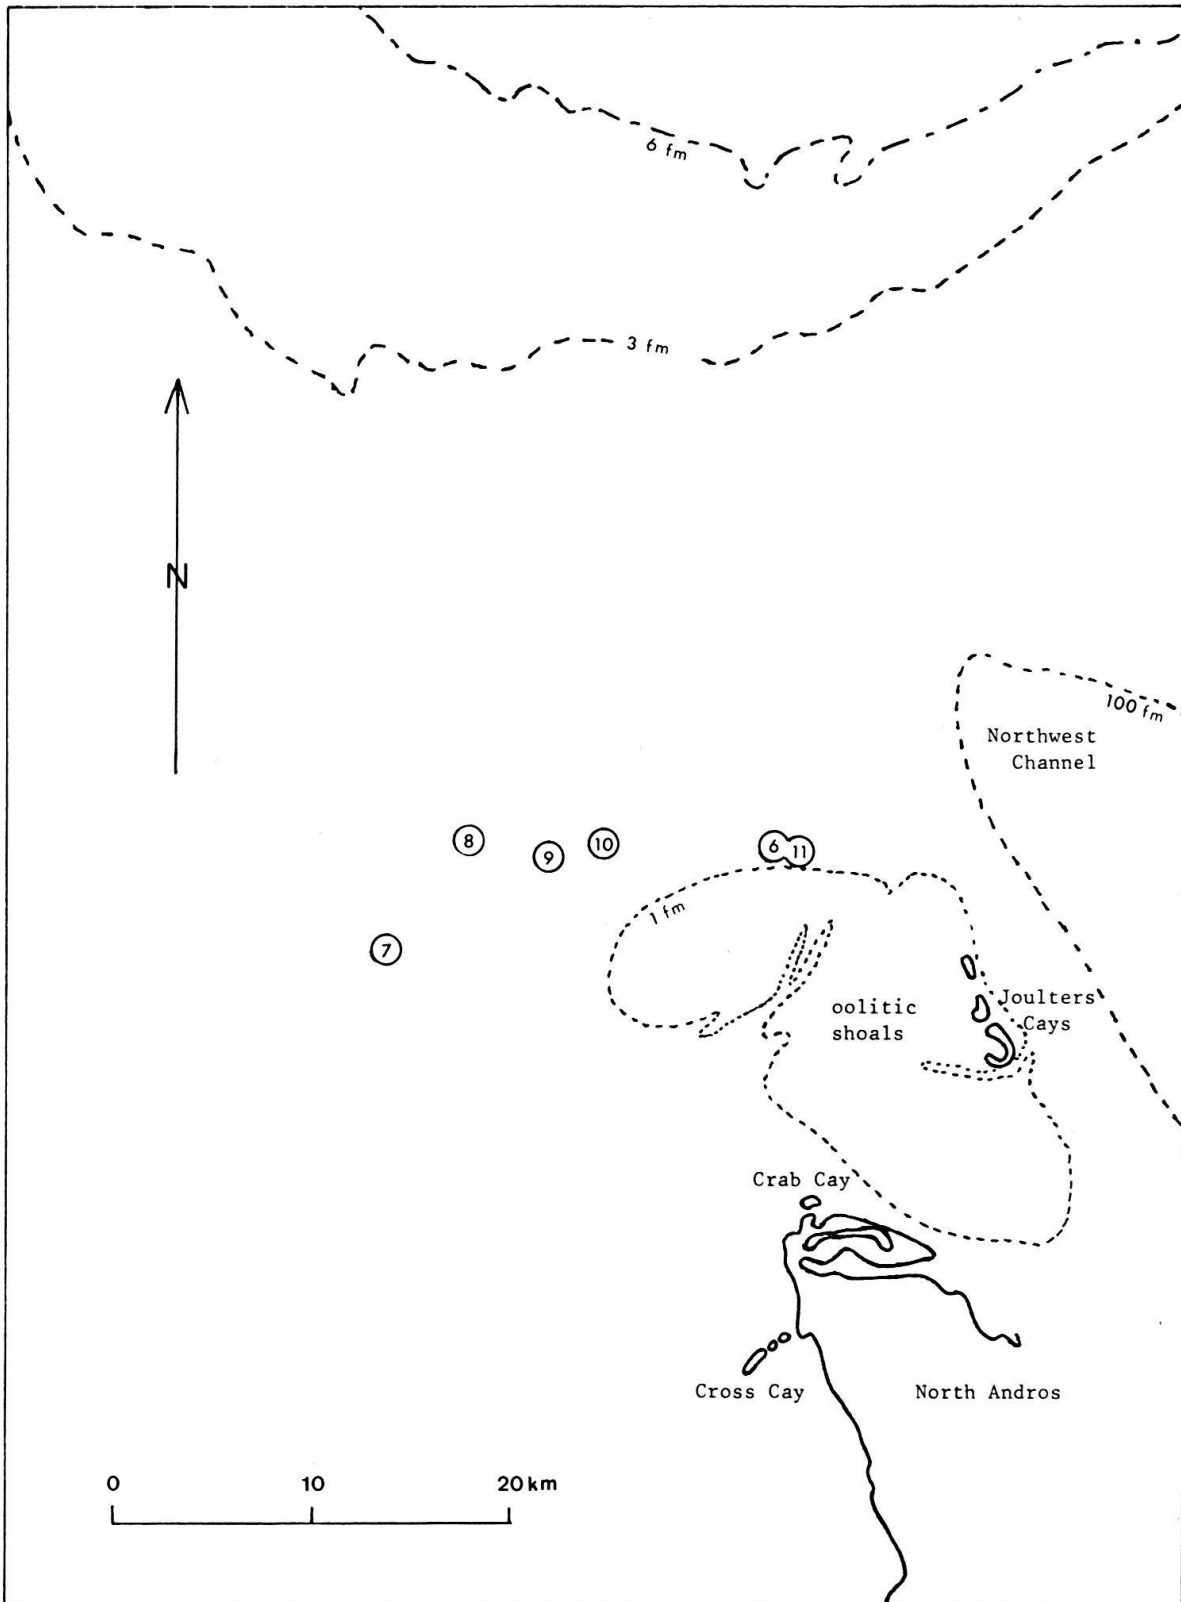 6 fm
3 fm
N
100 fm
Northwest
Channel
8
9
10
6
11
1 fm
7
oolitic
shoals
Joulters
Cays
Crab Cay
Cross Cay
North Andros
0
10
20 km